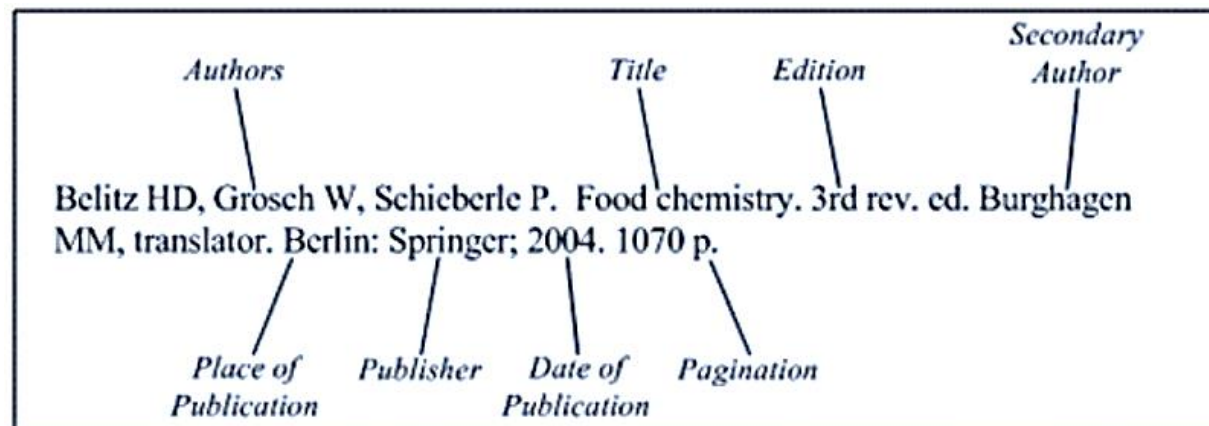 Secondary
Authors Title Edition Author
Belitz HD, Grosch W, Schieberle P. Food chemistry. 3rd rev. ed. Burghagen
MM, translator. Berlin: Springer; 2004. 1070 p.
Place of Publisher Date of Pagination
Publication Publication